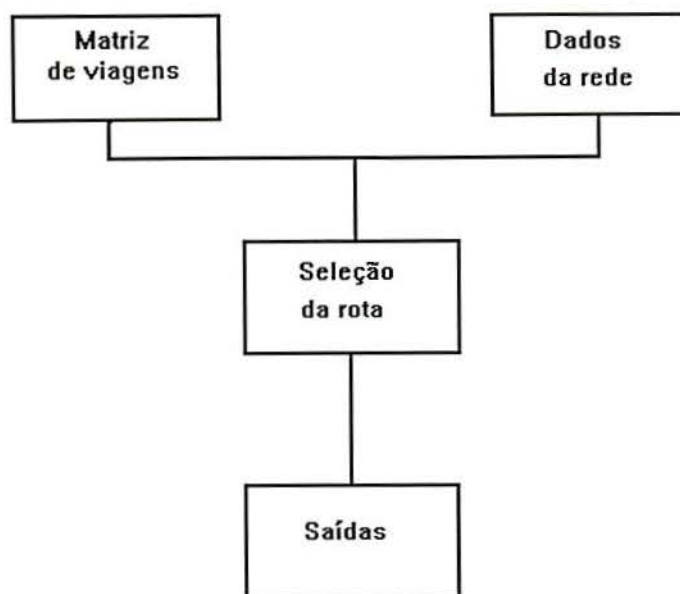 Matriz
de viagens
Dados
da rede
Seleção
da rota
Saídas